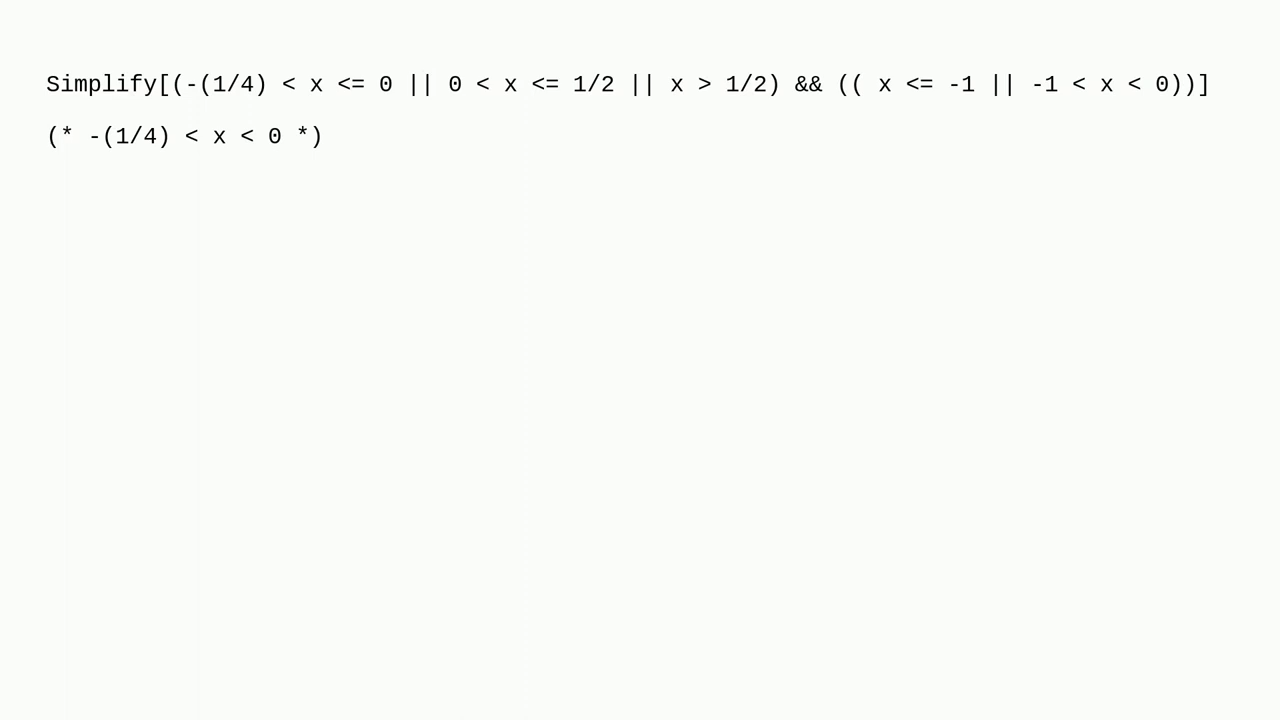 Simplify[(-(1/4) < x <= 0 || 0 < x <= 1/2 || x > 1/2) && (( x <= -1 || -1 < x < 0))]
(* -(1/4) < x < 0 *)